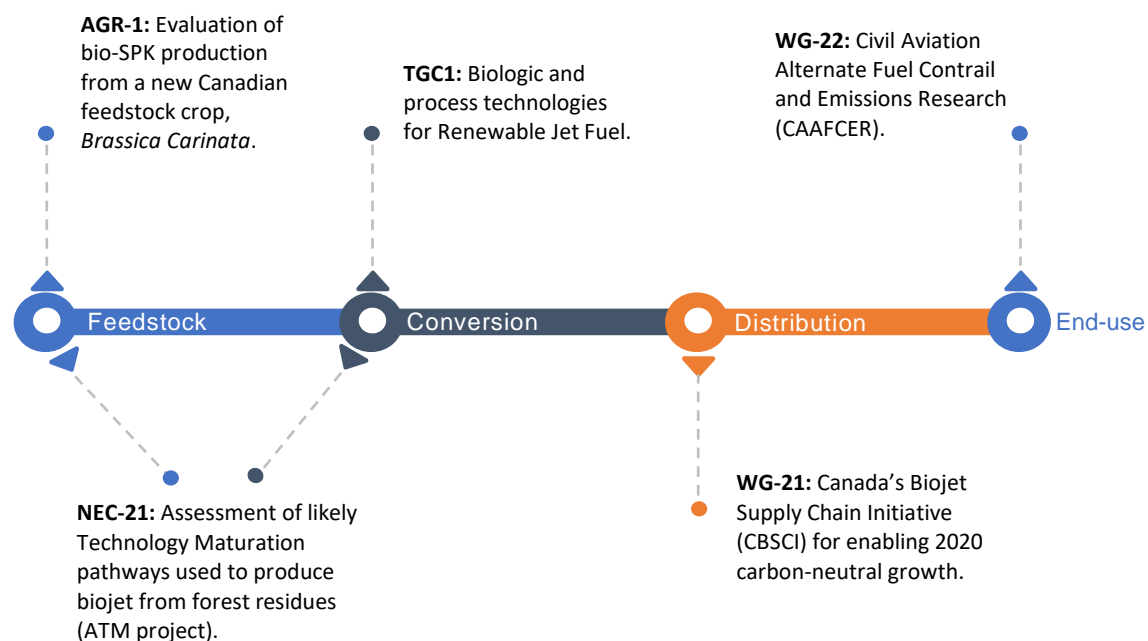 AGR-1: Evaluation of
bio-SPK production
from a new Canadian
feedstock crop,
Brassica Carinata.
TGC1: Biologic and
process technologies
for Renewable Jet Fuel.
WG-22: Civil Aviation
Alternate Fuel Contrail
and Emissions Research
(CAAFCER).
Feedstock
Conversion
Distribution
End-use
NEC-21: Assessment of likely
Technology Maturation
pathways used to produce
biojet from forest residues
(ATM project).
WG-21: Canada’s Biojet
Supply Chain Initiative
(CBSCI) for enabling 2020
carbon-neutral growth.